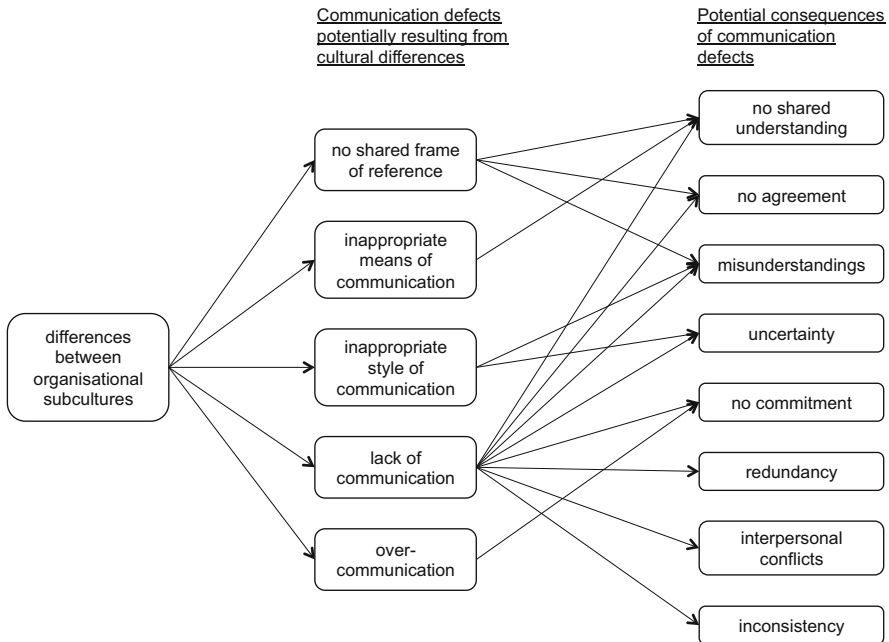 Communication defects
potentially resulting from
cultural differences
Potential consequences
of communication
defects
differences
between
organisational
subcultures
no shared frame
of reference
inappropriate
means of
communication
inappropriate
style of
communication
lack of
communication
over-
communication
no shared
understanding
no agreement
misunderstandings
uncertainty
no commitment
redundancy
interpersonal
conflicts
inconsistency